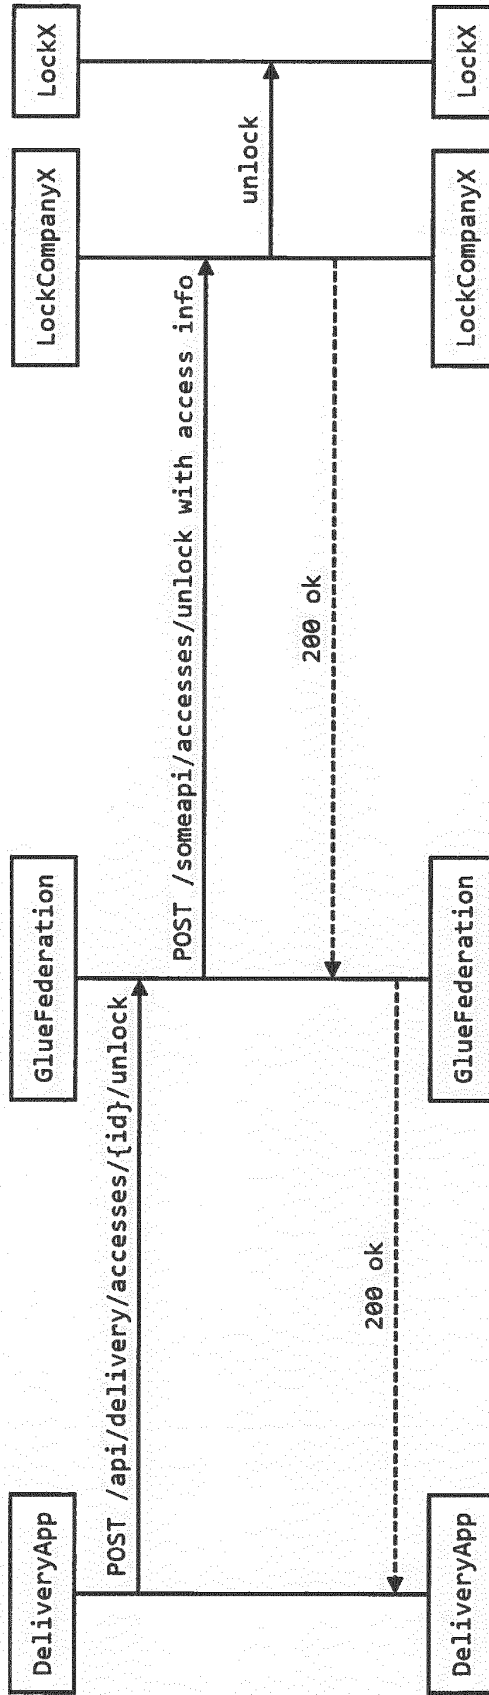 DeliveryApp
GlueFederation
LockCompanyX
LockX
POST /api/delivery/accesses/{id}/unlock
POST /someapi/accesses/unlock with access info
unlock
200 ok
200 ok
DeliveryApp
GlueFederation
LockCompanyX
LockX